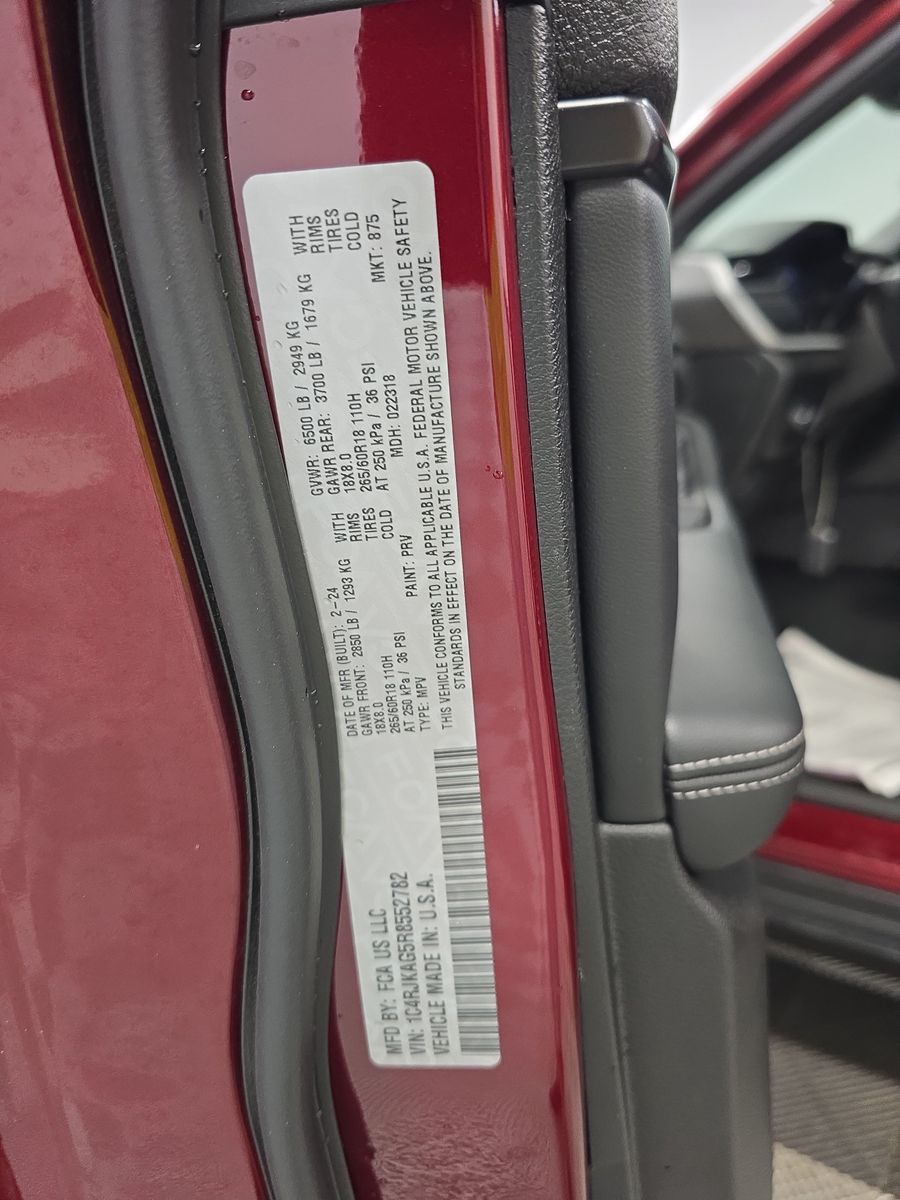 MFD BY: FCA US LLC
VIN: 1C4RJKAG5R8552782
VEHICLE MADE IN: U.S.A.
DATE OF MFR (BUILT): 2-24
GAWR FRONT: 2850 LB / 1293 KG WITH
18X8.0 RIMS
265/60R18 110H TIRES
AT 250 kPa / 36 PSI COLD
TYPE: MPV PAINT: PRV
GVWR: 6500 LB / 2949 KG
GAWR REAR: 3700 LB / 1679 KG WITH
18X8.0 RIMS
265/60R18 110H TIRES
AT 250 kPa / 36 PSI COLD
MDH: 022318 MKT: 875
THIS VEHICLE CONFORMS TO ALL APPLICABLE U.S.A. FEDERAL MOTOR VEHICLE SAFETY
STANDARDS IN EFFECT ON THE DATE OF MANUFACTURE SHOWN ABOVE.